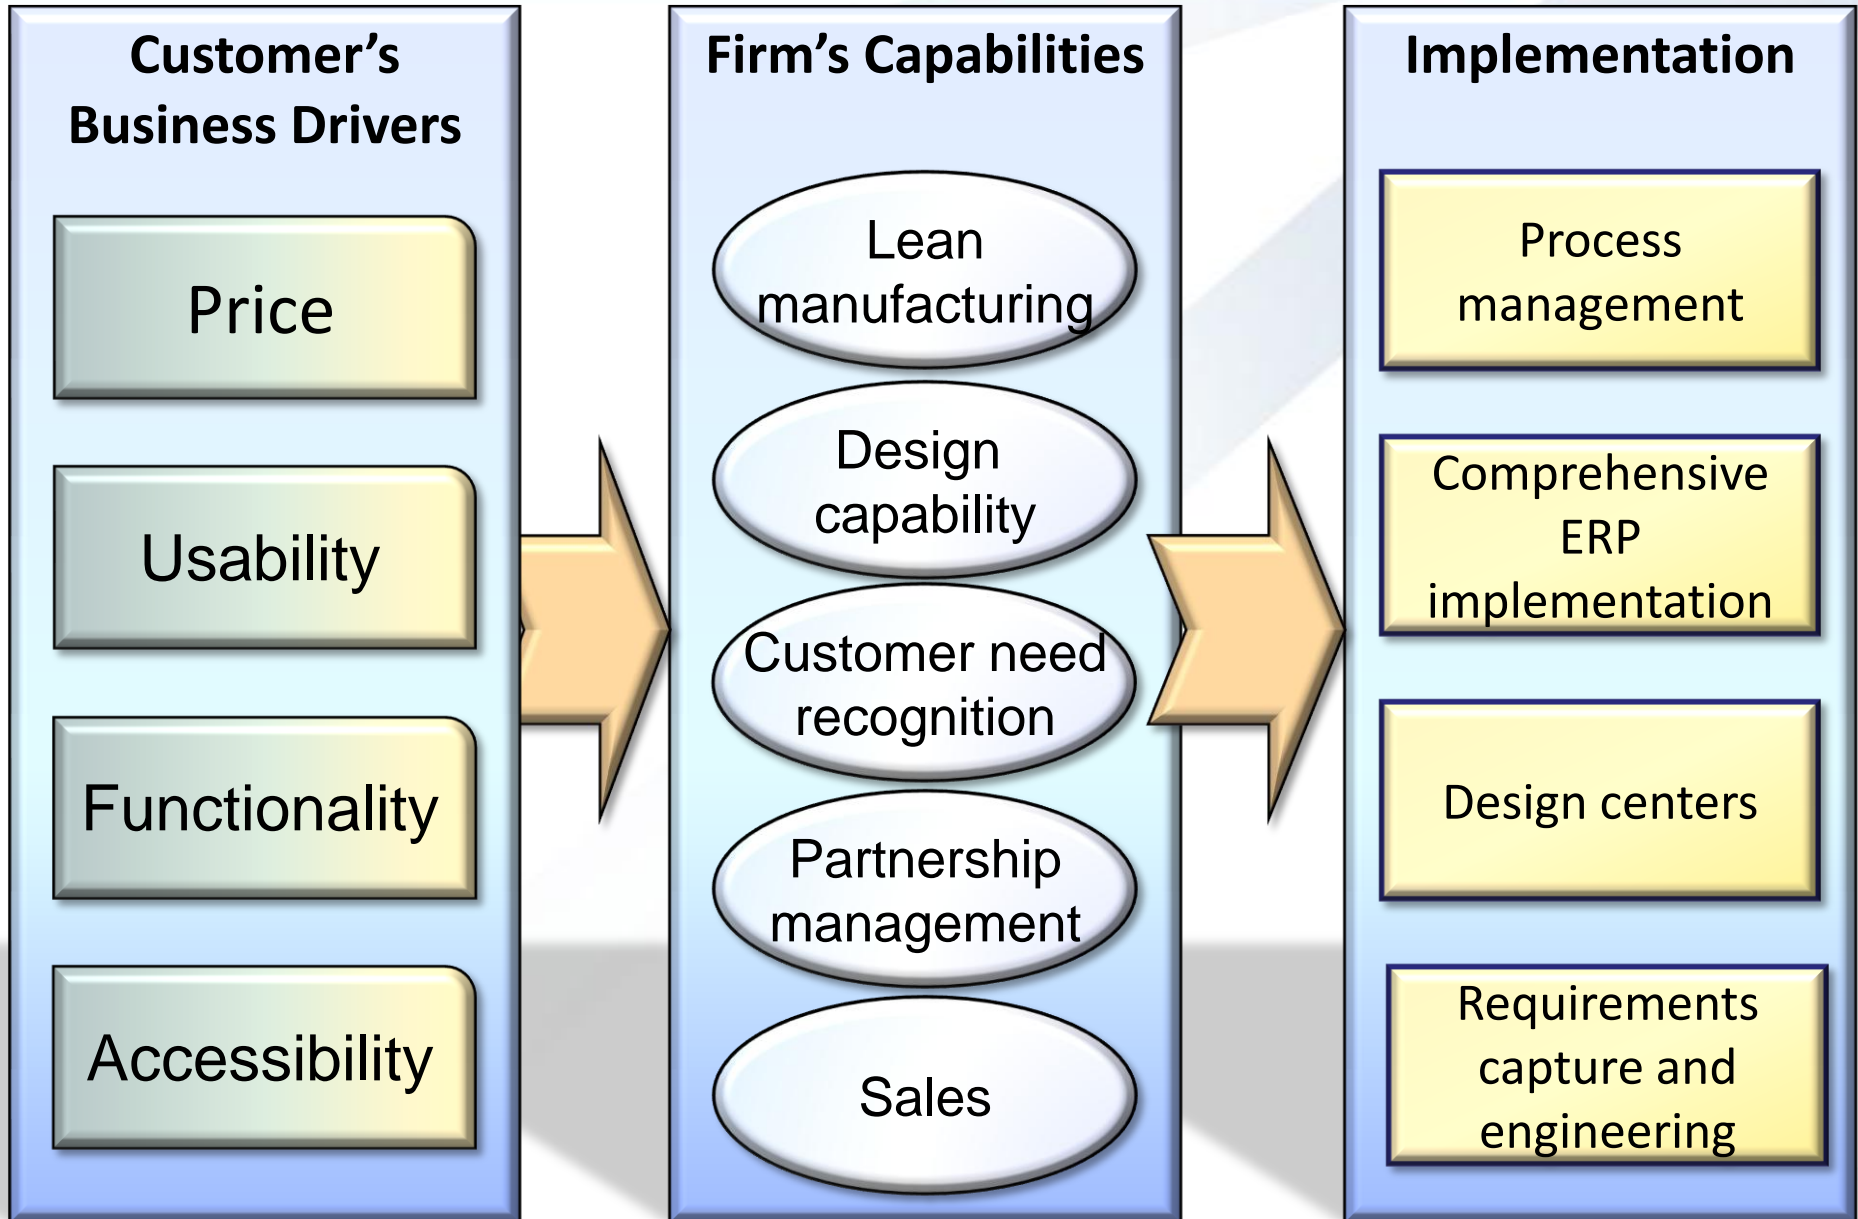 Customer’s
Business Drivers
Price
Usability
Functionality
Accessibility
Firm’s Capabilities
Lean
manufacturing
Design
capability
Customer need
recognition
Partnership
management
Sales
Implementation
Process
management
Comprehensive
ERP
implementation
Design centers
Requirements
capture and
engineering